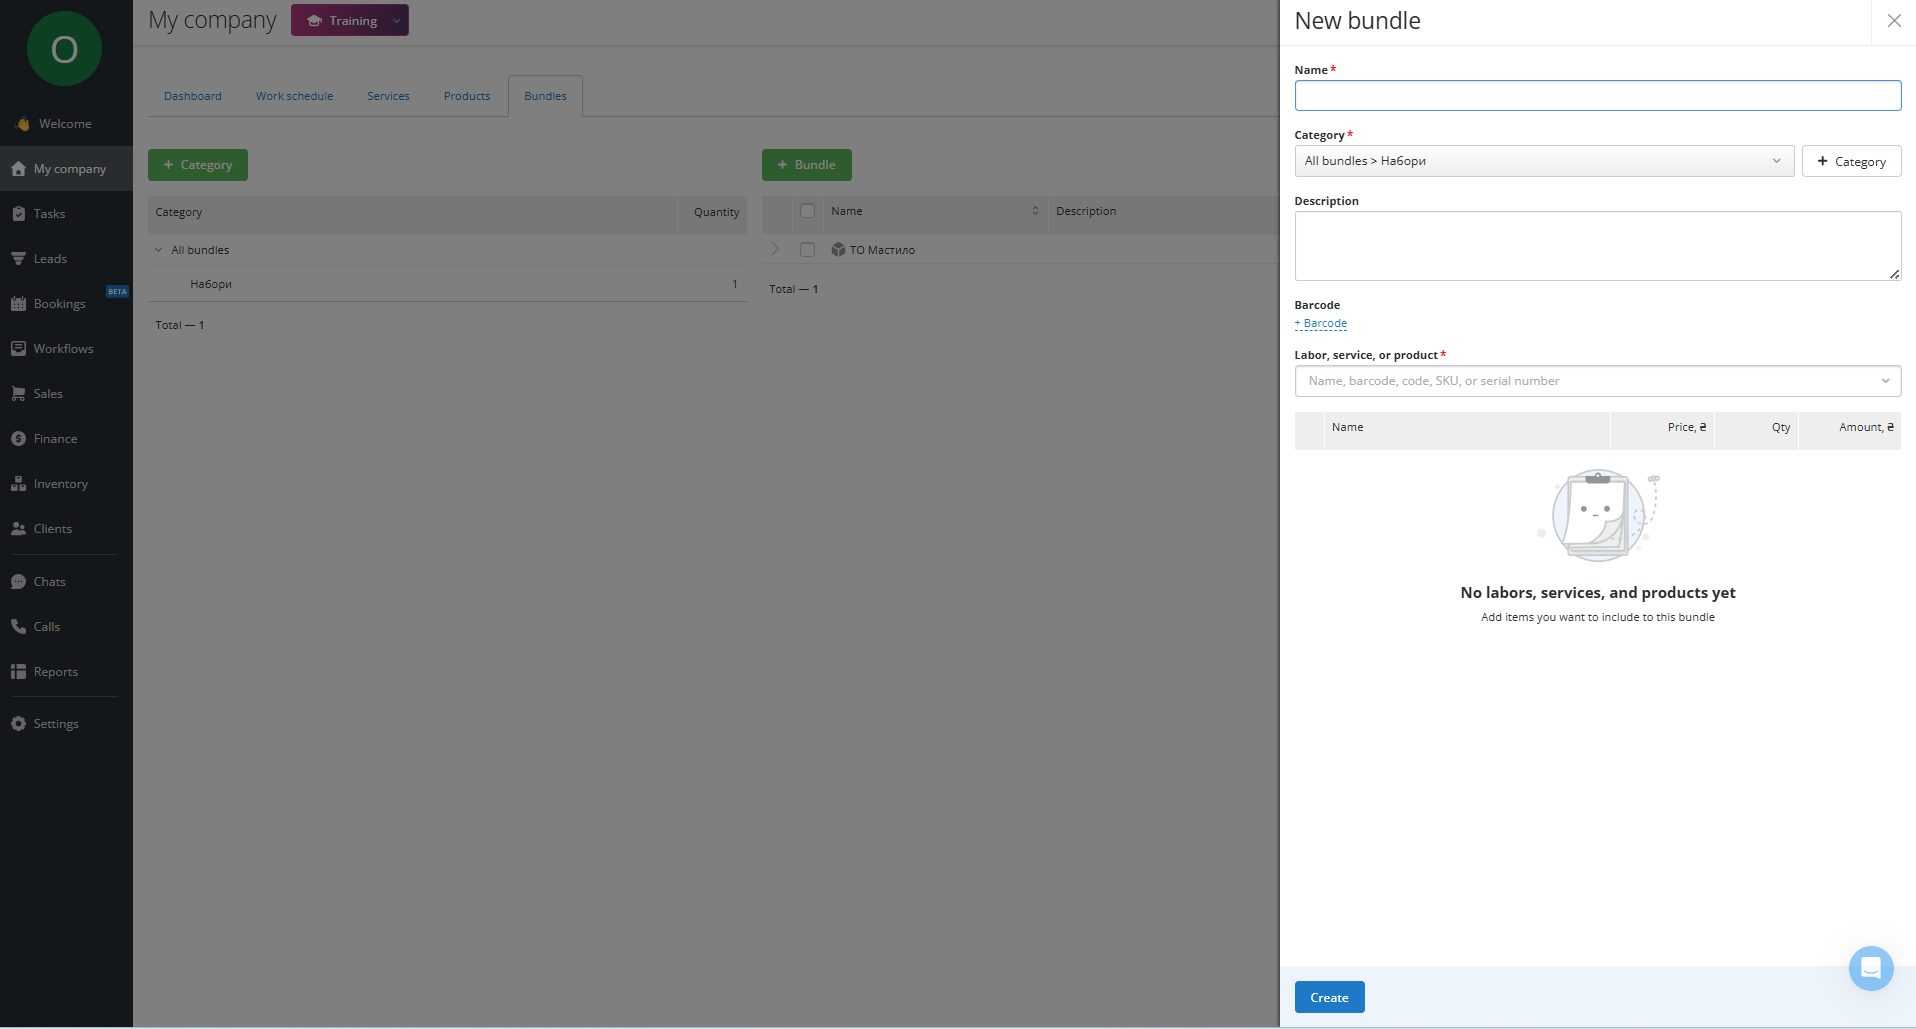 O
Welcome
My company
Tasks
Leads
Bookings BETA
Workflows
Sales
Finance
Inventory
Clients
Chats
Calls
Reports
Settings
My company Training
Dashboard Work schedule Services Products Bundles
+ Category
Category Quantity
All bundles
Набори 1
Total — 1
+ Bundle
Name Description
ТО Мастило
Total — 1
New bundle
Name *
Category *
All bundles > Набори + Category
Description
Barcode
+ Barcode
Labor, service, or product *
Name, barcode, code, SKU, or serial number
Name Price, ₴ Qty Amount, ₴
No labors, services, and products yet
Add items you want to include to this bundle
Create